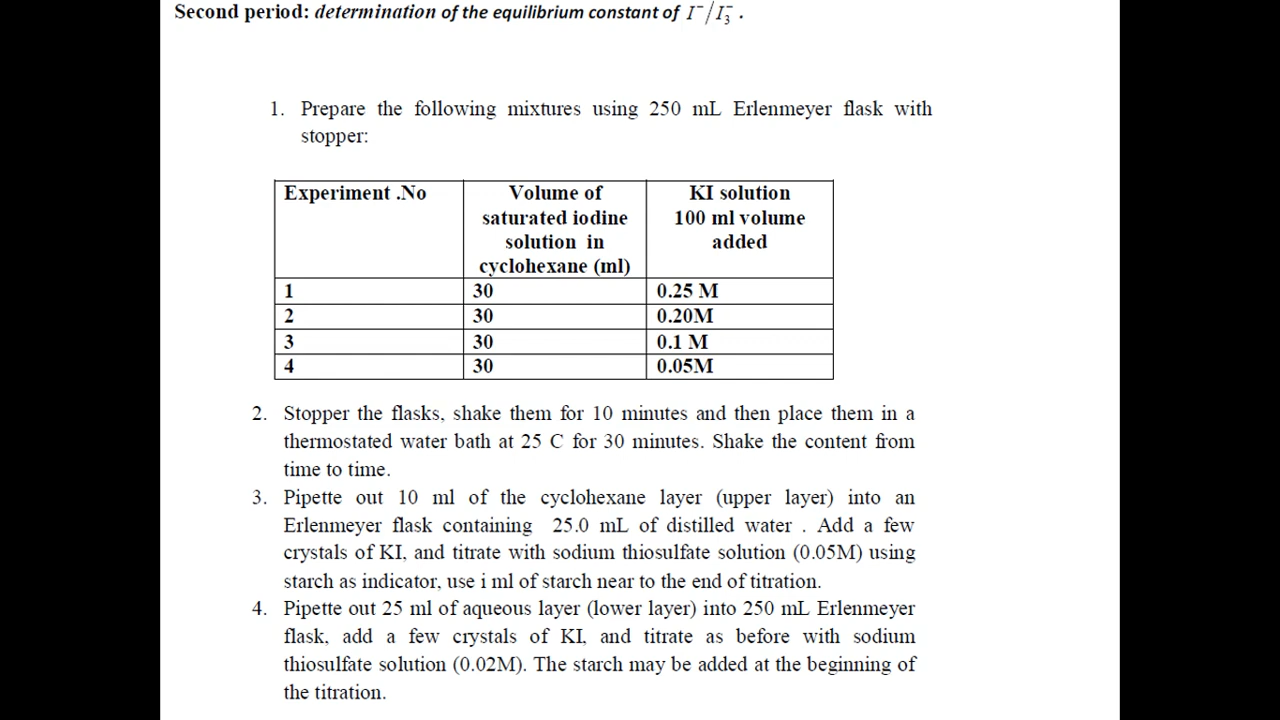 Second period: determination of the equilibrium constant of I⁻/I₃⁻ .
1. Prepare the following mixtures using 250 mL Erlenmeyer flask with
stopper:
Experiment .No | Volume of saturated iodine solution in cyclohexane (ml) | KI solution 100 ml volume added
1 | 30 | 0.25 M
2 | 30 | 0.20M
3 | 30 | 0.1 M
4 | 30 | 0.05M
2. Stopper the flasks, shake them for 10 minutes and then place them in a
thermostated water bath at 25 C for 30 minutes. Shake the content from
time to time.
3. Pipette out 10 ml of the cyclohexane layer (upper layer) into an
Erlenmeyer flask containing 25.0 mL of distilled water . Add a few
crystals of KI, and titrate with sodium thiosulfate solution (0.05M) using
starch as indicator, use i ml of starch near to the end of titration.
4. Pipette out 25 ml of aqueous layer (lower layer) into 250 mL Erlenmeyer
flask, add a few crystals of KI, and titrate as before with sodium
thiosulfate solution (0.02M). The starch may be added at the beginning of
the titration.